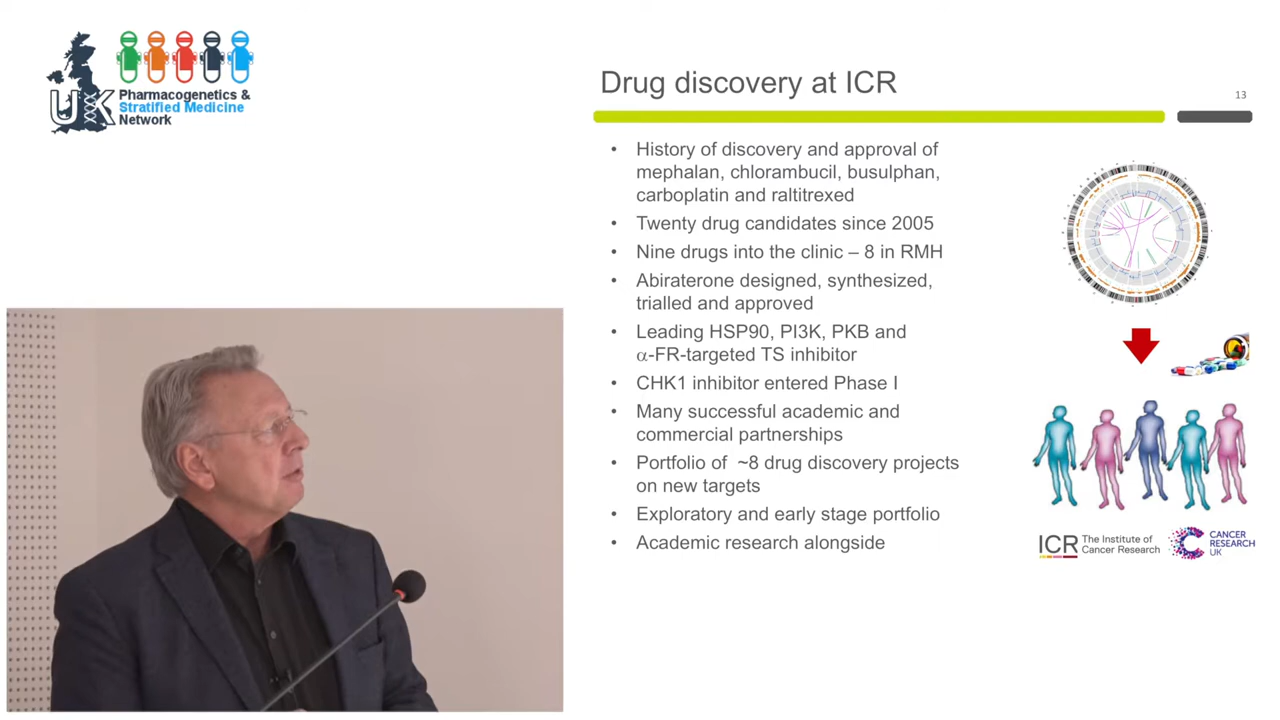 UK
Pharmacogenetics &
Stratified Medicine
Network
Drug discovery at ICR
13
• History of discovery and approval of
mephalan, chlorambucil, busulphan,
carboplatin and raltitrexed
• Twenty drug candidates since 2005
• Nine drugs into the clinic – 8 in RMH
• Abiraterone designed, synthesized,
trialled and approved
• Leading HSP90, PI3K, PKB and
α-FR-targeted TS inhibitor
• CHK1 inhibitor entered Phase I
• Many successful academic and
commercial partnerships
• Portfolio of ~8 drug discovery projects
on new targets
• Exploratory and early stage portfolio
• Academic research alongside
ICR The Institute of
Cancer Research
CANCER
RESEARCH
UK